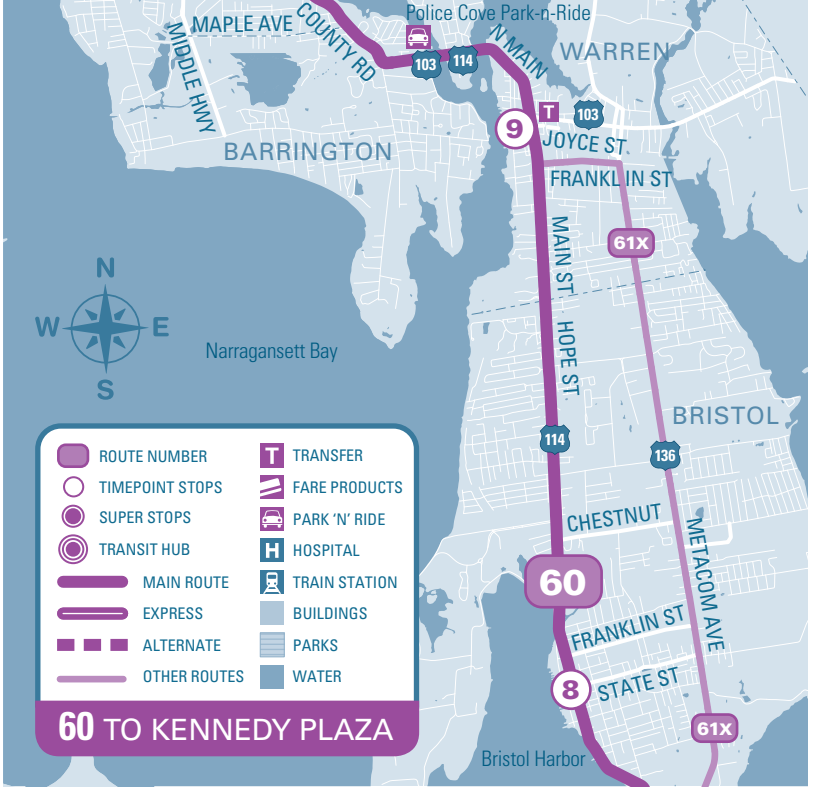 Police Cove Park-n-Ride
MAPLE AVE
COUNTY RD
N MAIN
MIDDLE HWY
WARREN
103
114
T
103
9
JOYCE ST
BARRINGTON
FRANKLIN ST
61X
MAIN ST
N
W
E
S
HOPE ST
Narragansett Bay
BRISTOL
114
136
ROUTE NUMBER
TIMEPOINT STOPS
SUPER STOPS
TRANSIT HUB
MAIN ROUTE
EXPRESS
ALTERNATE
OTHER ROUTES
T TRANSFER
FARE PRODUCTS
PARK 'N' RIDE
H HOSPITAL
TRAIN STATION
BUILDINGS
PARKS
WATER
60 TO KENNEDY PLAZA
CHESTNUT
METACOM AVE
60
FRANKLIN ST
8
STATE ST
61X
Bristol Harbor